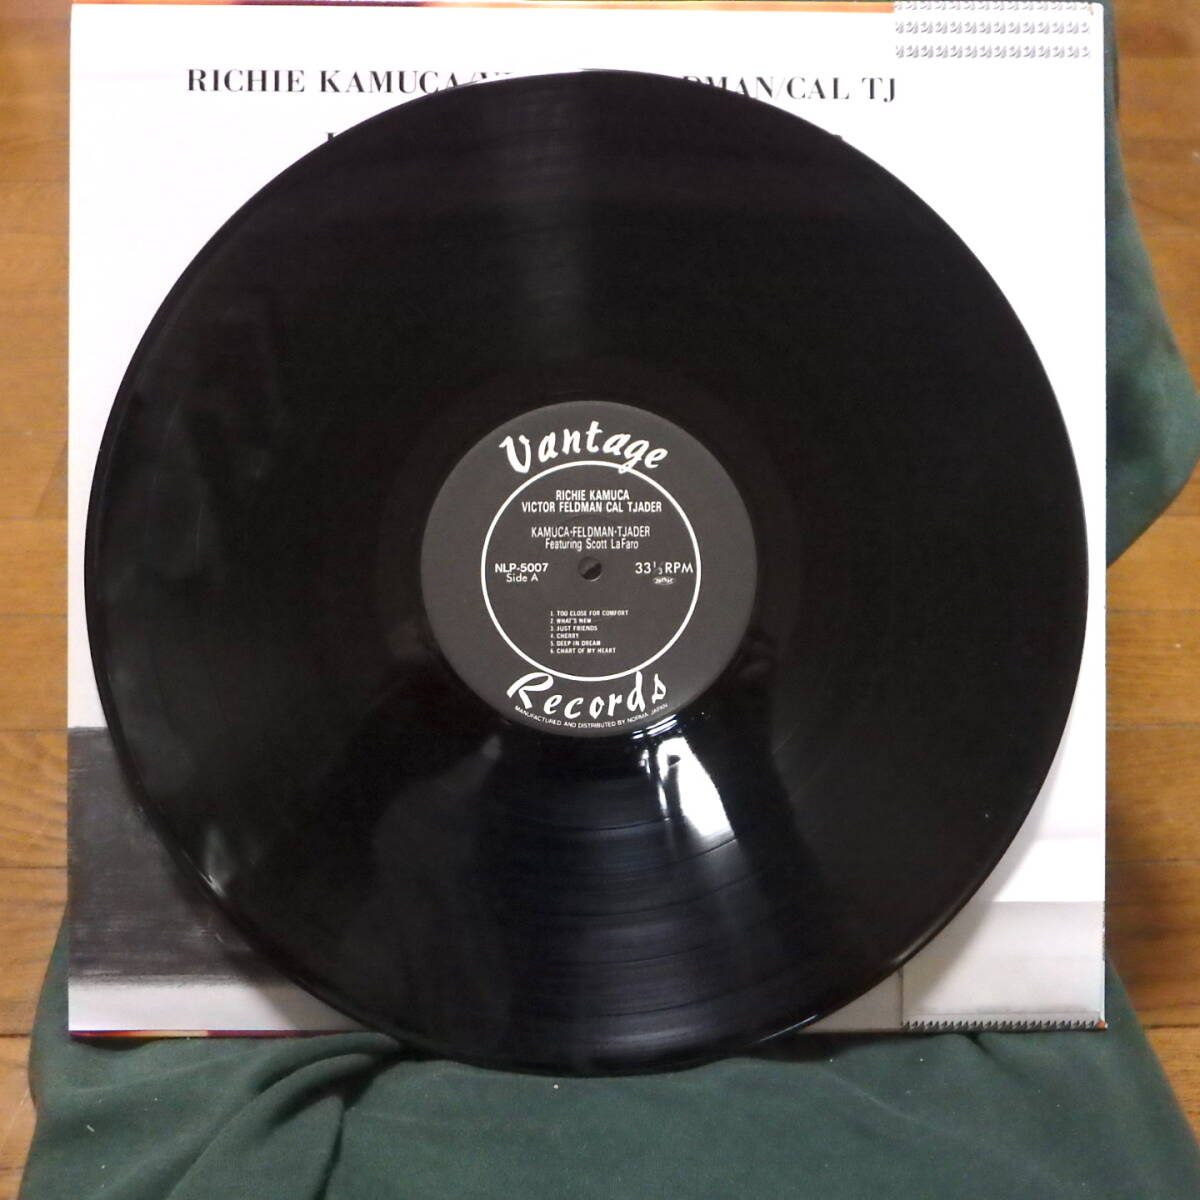 RICHIE KAMUCA/ DMAN/CAL TJ
Vantage
RICHIE KAMUCA
VICTOR FELDMAN CAL TJADER
KAMUCA•FELDMAN•TJADER
Featuring Scott LaFaro
NLP-5007 33 1/3 RPM
Side A
1. TOO CLOSE FOR COMFORT
2. WHAT'S NEW
3. JUST FRIENDS
4. CHERRY
5. DEEP IN DREAM
6. CHART OF MY HEART
Records
MANUFACTURED AND DISTRIBUTED BY NORMA JAPAN